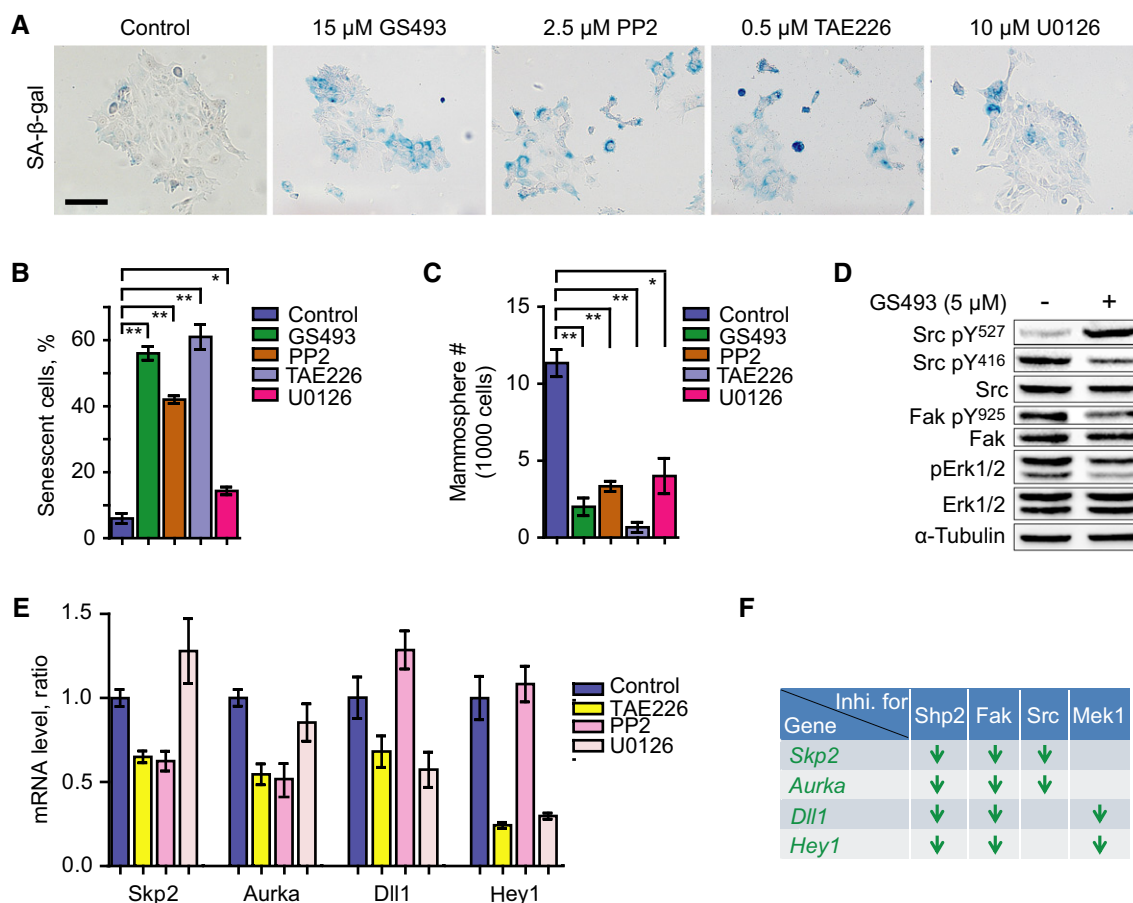 A
Control
15 µM GS493
2.5 µM PP2
0.5 µM TAE226
10 µM U0126
SA-β-gal
B
Senescent cells, %
60
40
20
0
**
**
**
*
Control
GS493
PP2
TAE226
U0126
C
Mammosphere #
(1000 cells)
15
10
5
0
**
**
**
*
Control
GS493
PP2
TAE226
U0126
D
GS493 (5 µM) - +
Src pY527
Src pY416
Src
Fak pY925
Fak
pErk1/2
Erk1/2
α-Tubulin
E
mRNA level, ratio
1.5
1.0
0.5
0.0
Skp2 Aurka Dll1 Hey1
Control
TAE226
PP2
U0126
F
Inhi. for
Gene
Shp2 Fak Src Mek1
Skp2 ↓ ↓ ↓
Aurka ↓ ↓ ↓
Dll1 ↓ ↓ ↓
Hey1 ↓ ↓ ↓